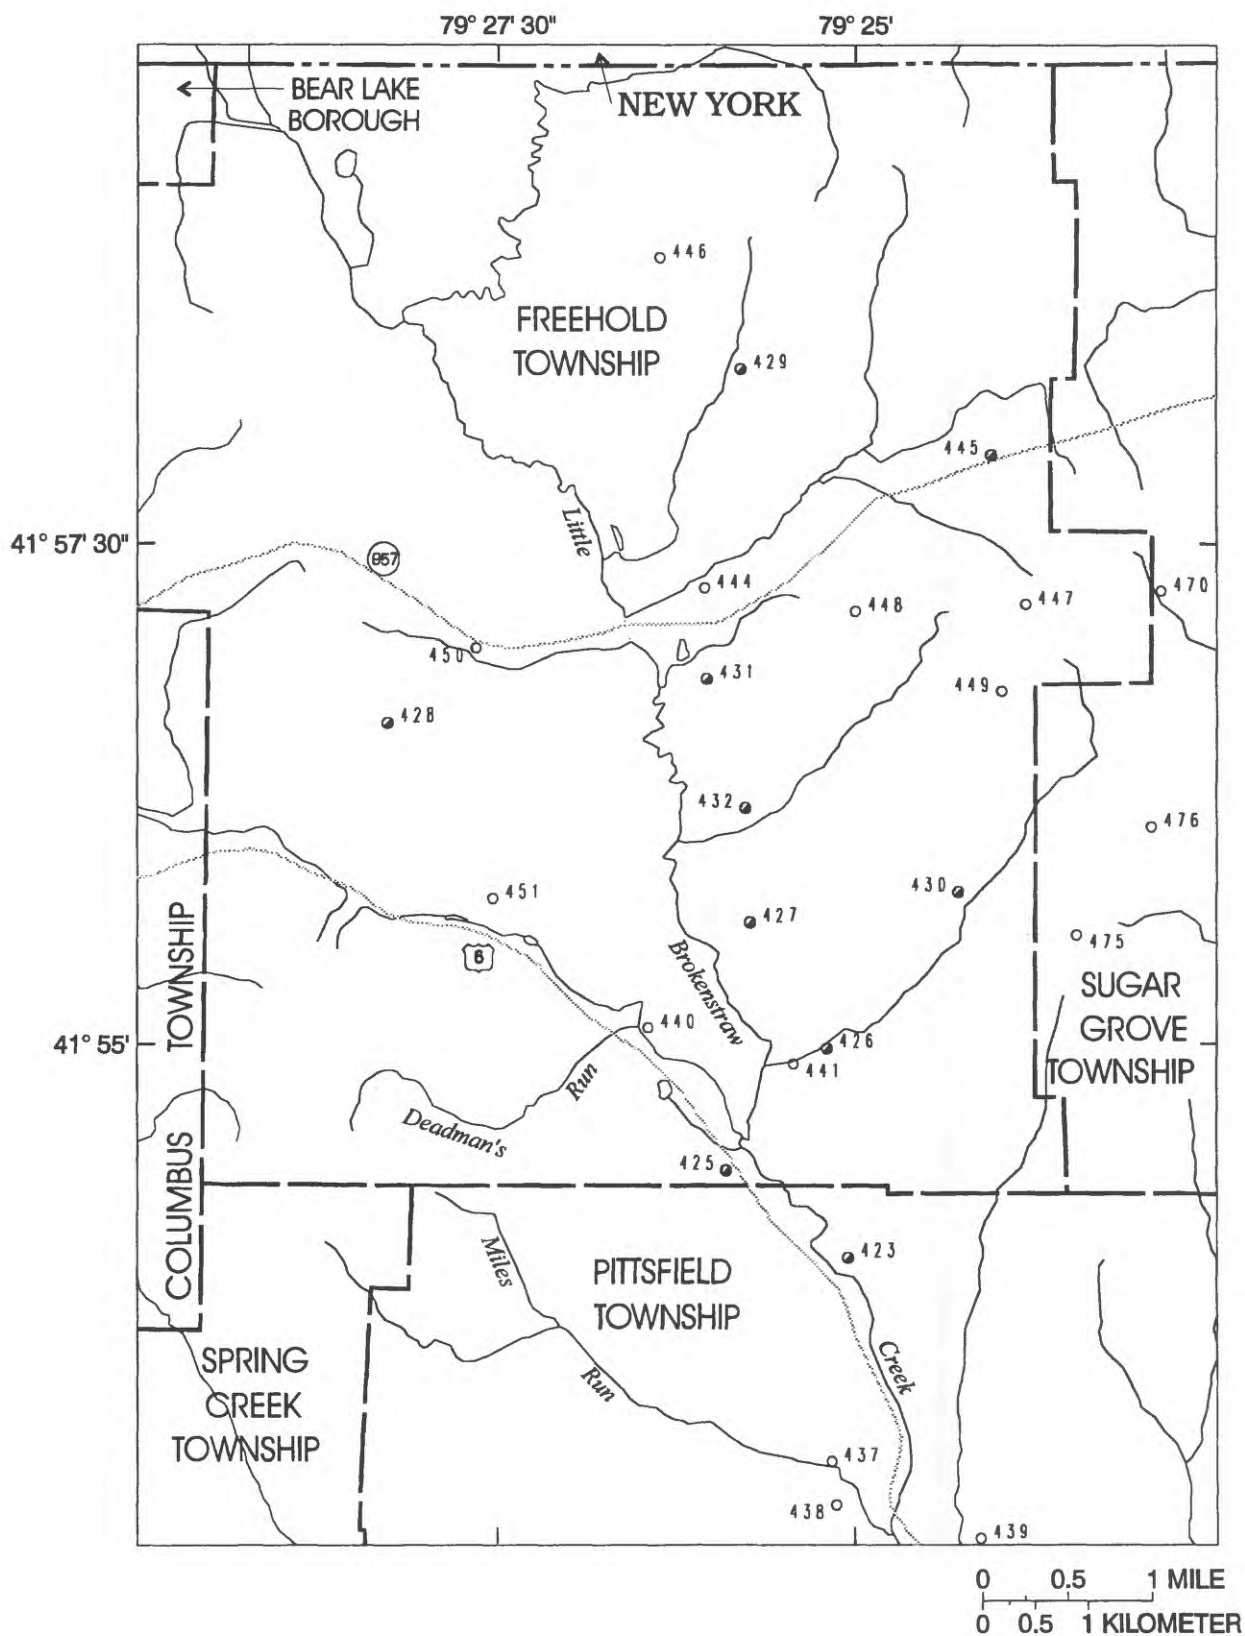 79° 27' 30"
79° 25'
BEAR LAKE
BOROUGH
NEW YORK
446
FREEHOLD
TOWNSHIP
429
445
Little
41° 57' 30"
957
444
448
447
470
450
431
449
428
432
476
451
430
427
475
6
Brokenstraw
SUGAR
GROVE
TOWNSHIP
440
41° 55'
426
441
Run
Deadman's
TOWNSHIP
COLUMBUS
425
423
Miles
PITTSFIELD
TOWNSHIP
Run
Creek
SPRING
CREEK
TOWNSHIP
437
438
439
0 0.5 1 MILE
0 0.5 1 KILOMETER